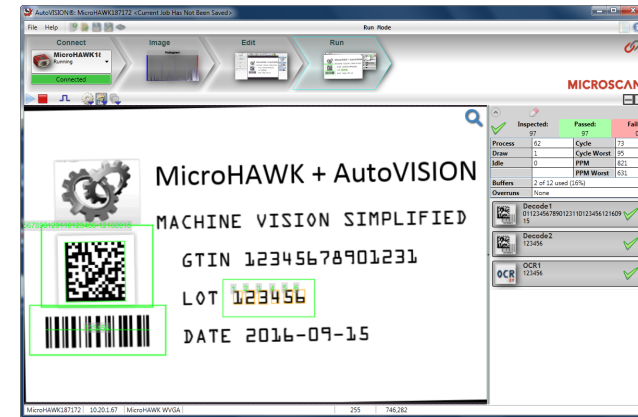 AutoVISION®: MicroHAWK187172 <Current Job Has Not Been Saved>
File Help
Run Mode
Connect
Image
Edit
Run
MicroHAWK1
Running
Connected
MICROSCAN
MicroHAWK + AutoVISION
MACHINE VISION SIMPLIFIED
GTIN 12345678901231
LOT 123456
DATE 2016-09-15
Inspected: Passed: Fail
97 97 0
Process 62 Cycle 73
Draw 1 Cycle Worst 95
Idle 0 PPM 821
PPM Worst 631
Buffers 2 of 12 used (16%)
Overruns None
Decode1
011234567890123110123456121609
15
Decode2
123456
OCR1
OCR 123456
MicroHAWK187172 10.20.1.67 MicroHAWK WVGA 255 746,282